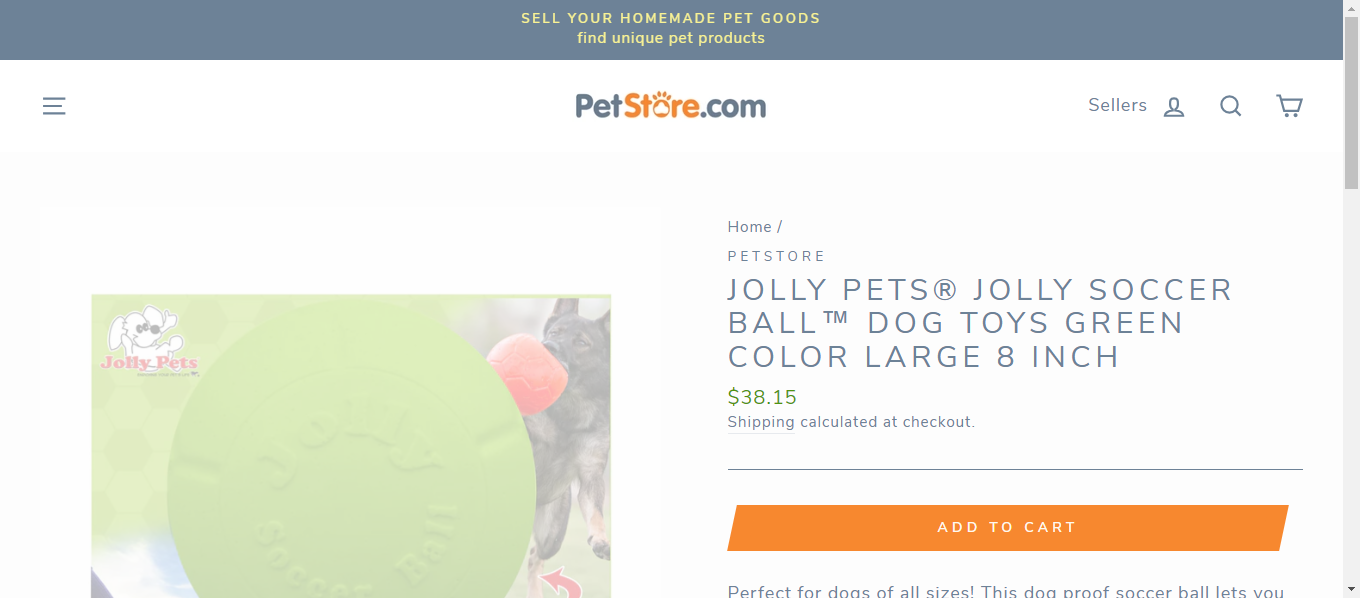 SELL YOUR HOMEMADE PET GOODS
find unique pet products
PetStore.com
Sellers
Home /
PETSTORE
JOLLY PETS® JOLLY SOCCER
BALL™ DOG TOYS GREEN
COLOR LARGE 8 INCH
$38.15
Shipping calculated at checkout.
Jolly Pets
JOLLY
Soccer Ball
ADD TO CART
Perfect for dogs of all sizes! This dog proof soccer ball lets you